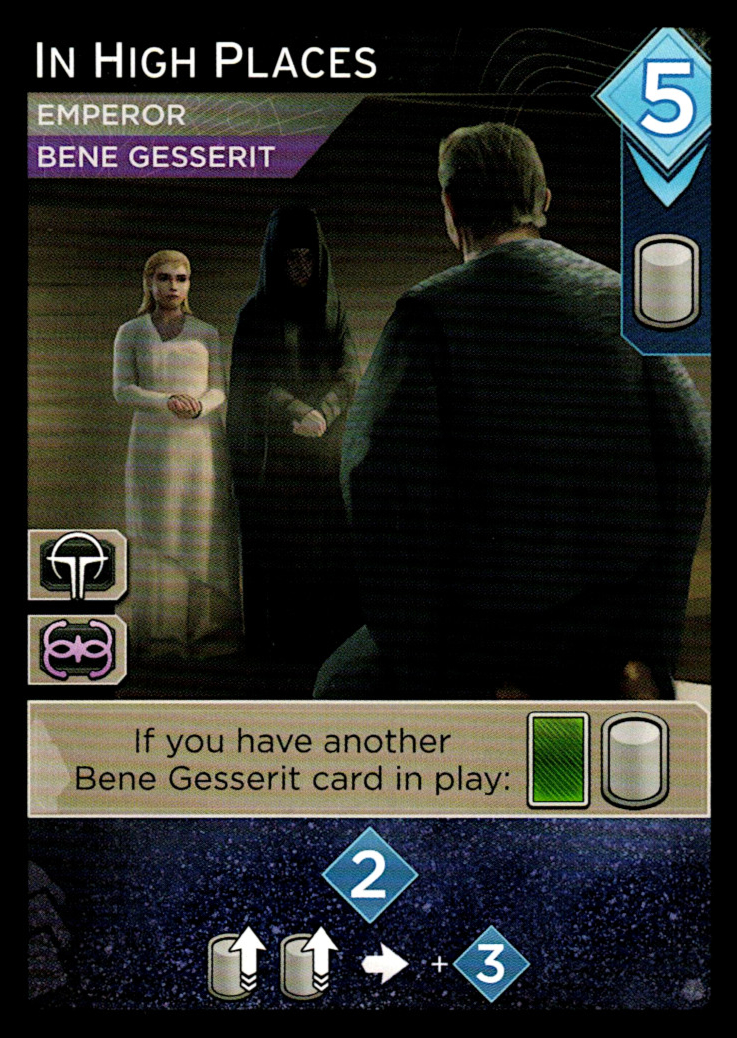 IN HIGH PLACES
5
EMPEROR
BENE GESSERIT
If you have another
Bene Gesserit card in play:
2
+3